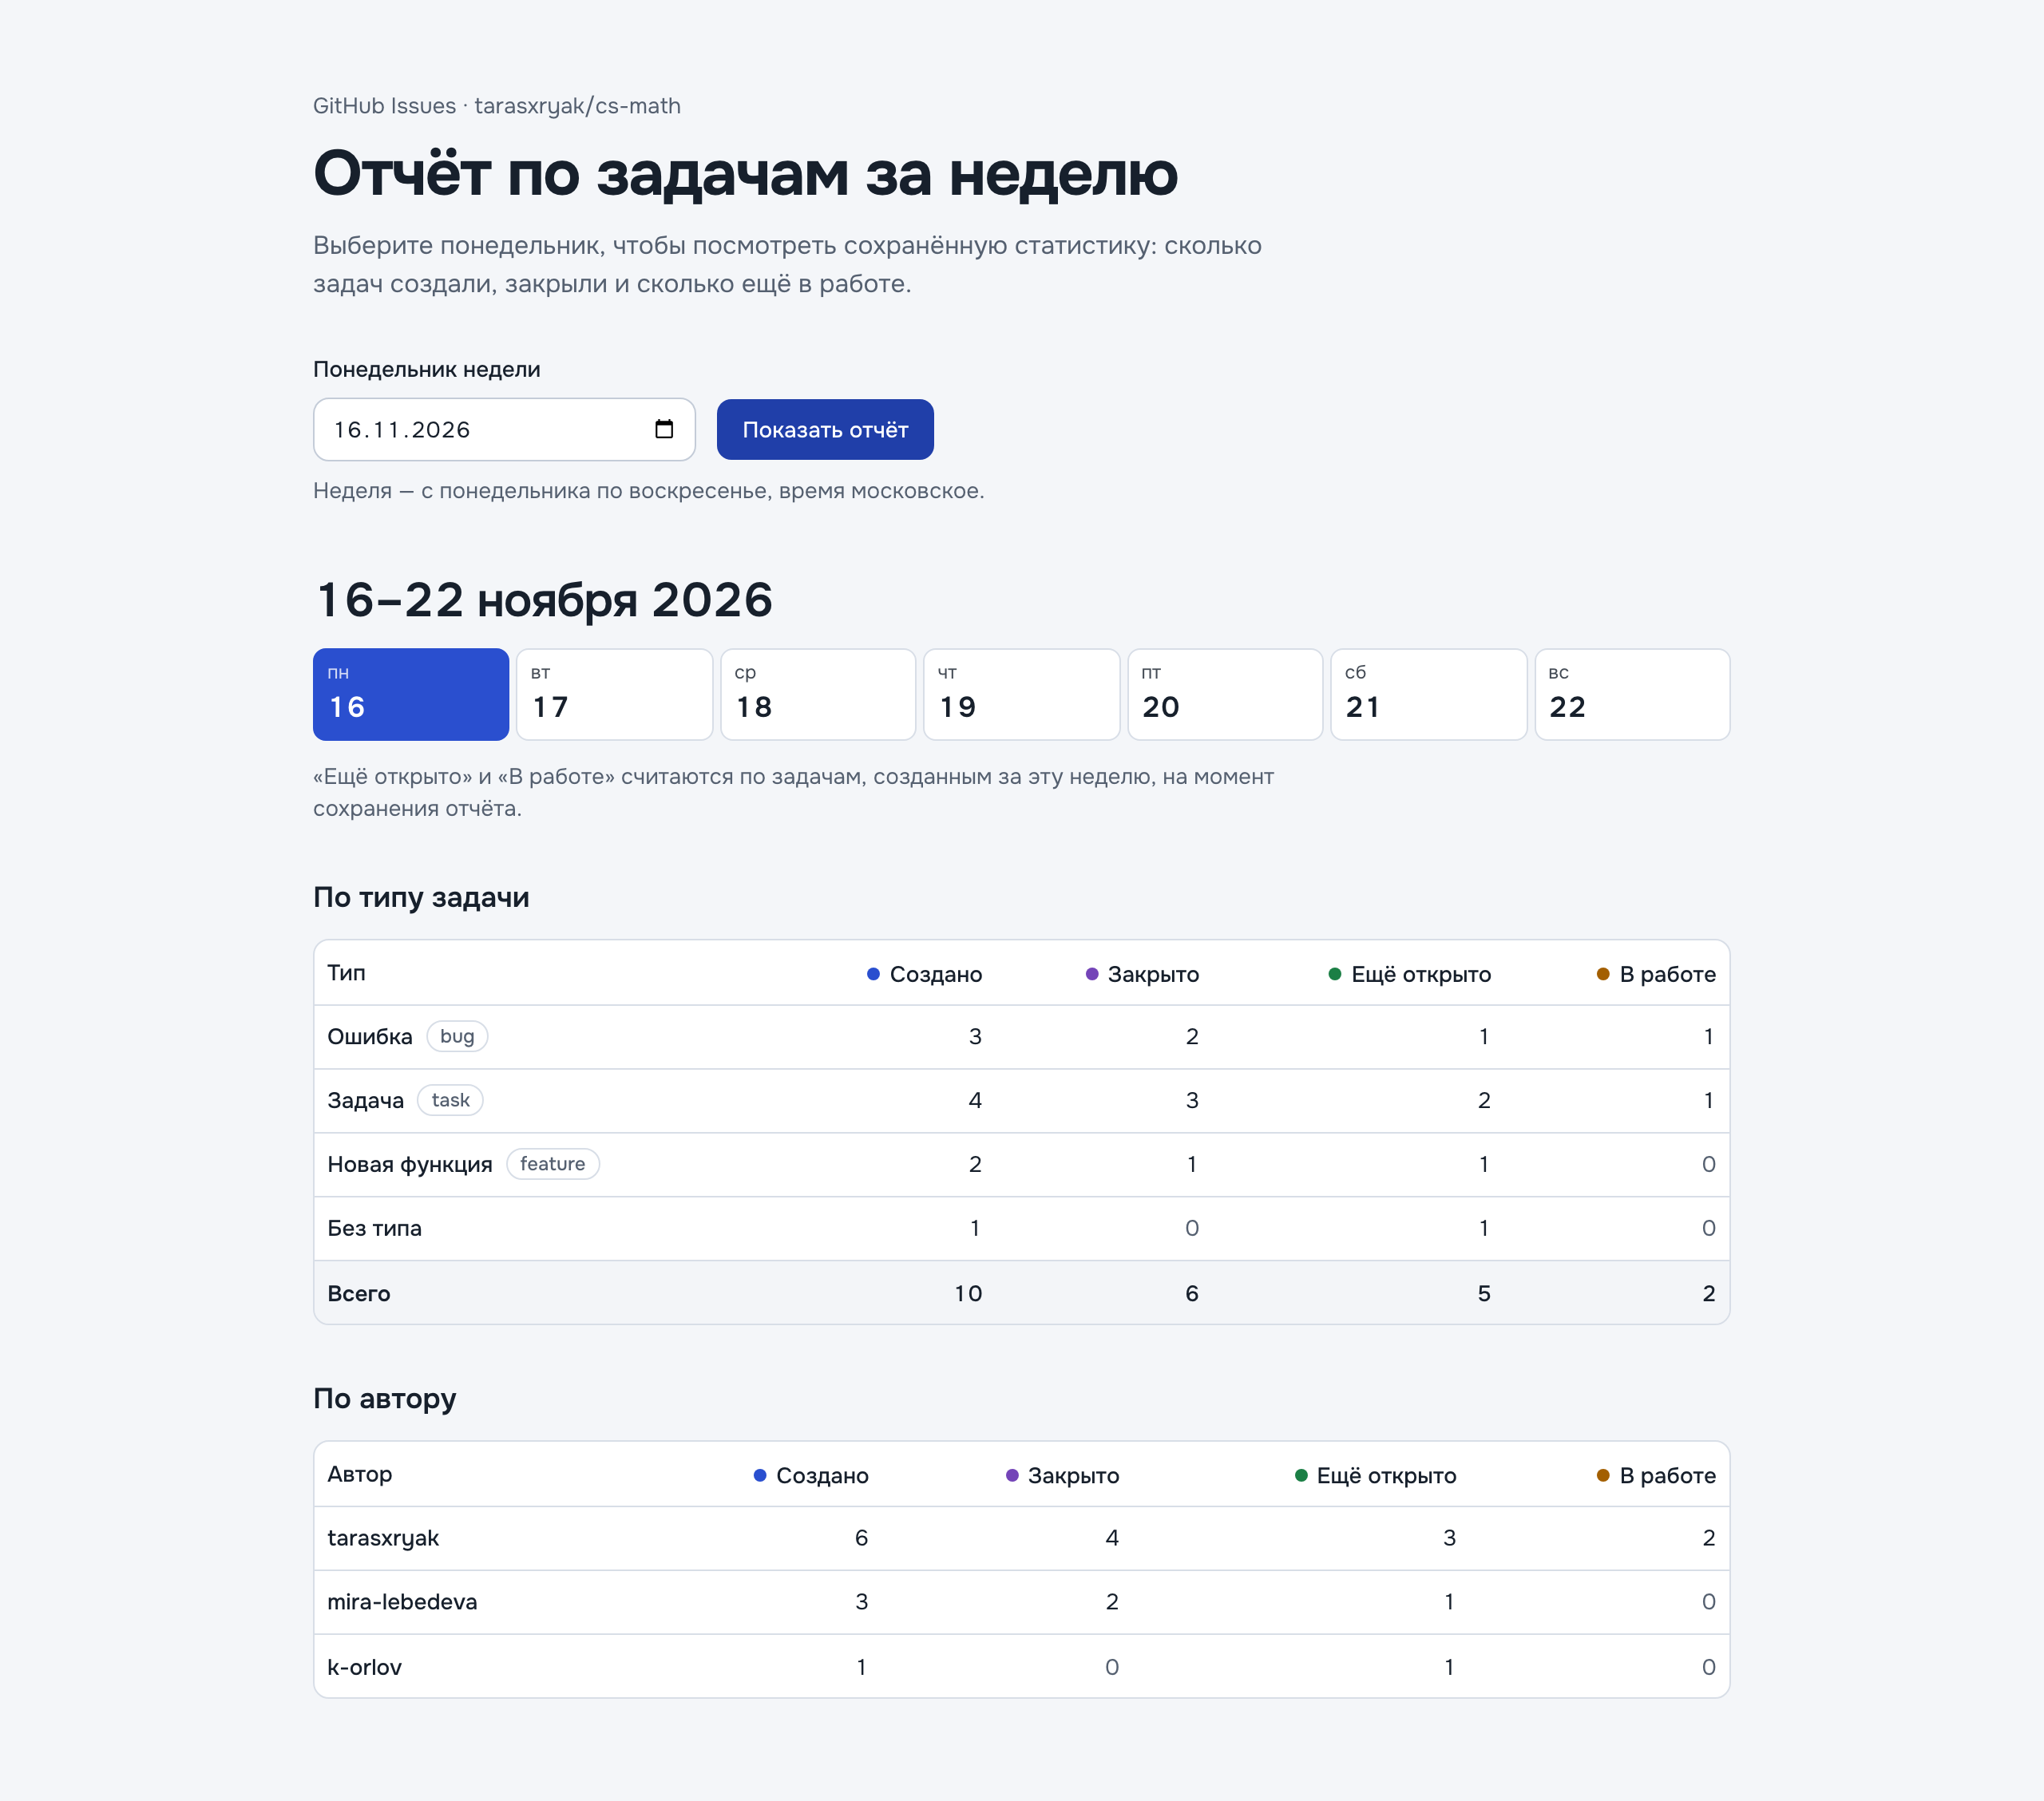 GitHub Issues · tarasxryak/cs-math
Отчёт по задачам за неделю
Выберите понедельник, чтобы посмотреть сохранённую статистику: сколько
задач создали, закрыли и сколько ещё в работе.
Понедельник недели
16.11.2026
Показать отчёт
Неделя — с понедельника по воскресенье, время московское.
16–22 ноября 2026
пн вт ср чт пт сб вс
16 17 18 19 20 21 22
«Ещё открыто» и «В работе» считаются по задачам, созданным за эту неделю, на момент
сохранения отчёта.
По типу задачи
Тип Создано Закрыто Ещё открыто В работе
Ошибка bug 3 2 1 1
Задача task 4 3 2 1
Новая функция feature 2 1 1 0
Без типа 1 0 1 0
Всего 10 6 5 2
По автору
Автор Создано Закрыто Ещё открыто В работе
tarasxryak 6 4 3 2
mira-lebedeva 3 2 1 0
k-orlov 1 0 1 0